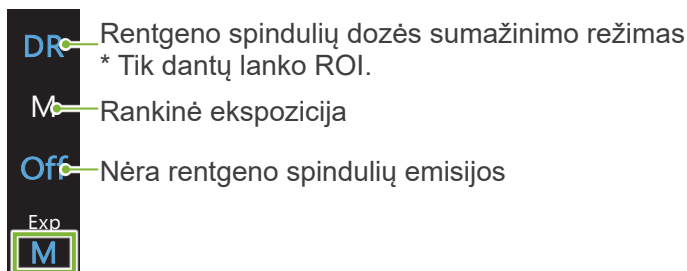 DR Rentgeno spindulių dozės sumažinimo režimas
* Tik dantų lanko ROI.
M Rankinė ekspozicija
Off Nėra rentgeno spindulių emisijos
Exp
M